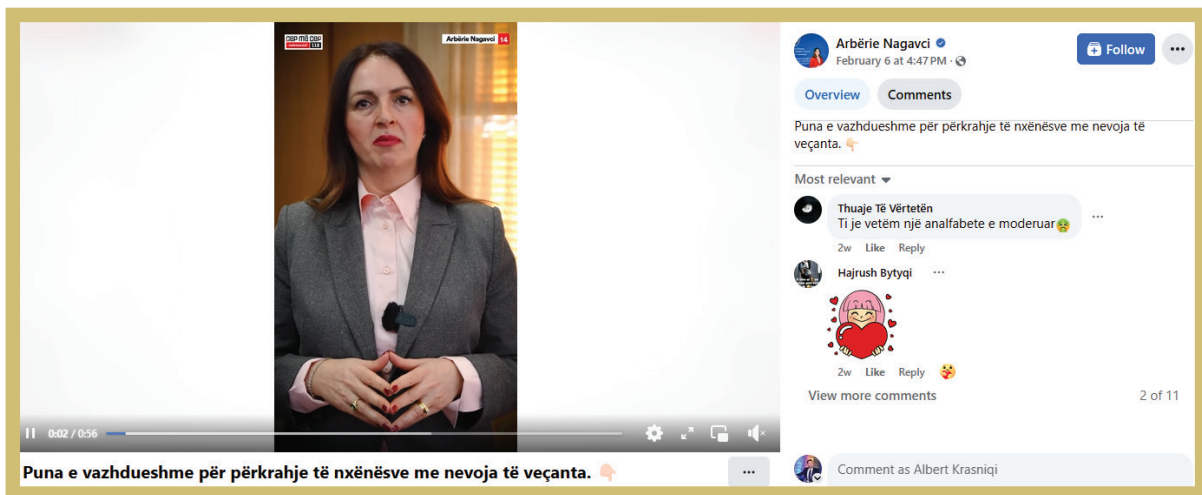 CEP MË CEP
118
Arbërie Nagavci 14
0:02 / 0:56
Puna e vazhdueshme për përkrahje të nxënësve me nevoja të veçanta.
Arbërie Nagavci
February 6 at 4:47 PM
Follow
Overview
Comments
Puna e vazhdueshme për përkrahje të nxënësve me nevoja të
veçanta.
Most relevant
Thuaje Të Vërtetën
Ti je vetëm një analfabete e moderuar
2w Like Reply
Hajrush Bytyqi
2w Like Reply
View more comments 2 of 11
Comment as Albert Krasniqi